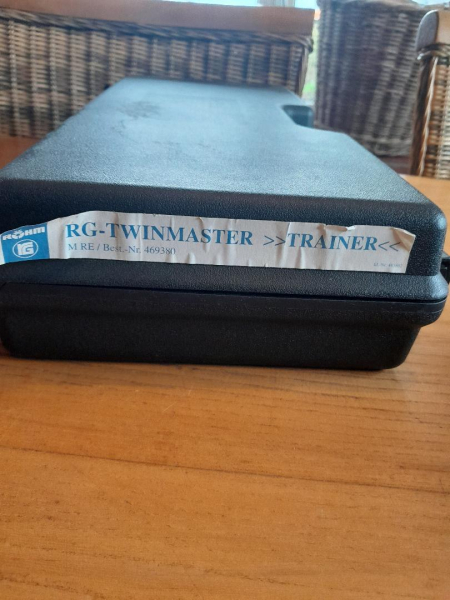 RÖHM
RG
RG-TWINMASTER >>TRAINER<<
M RE / Best.-Nr. 469380